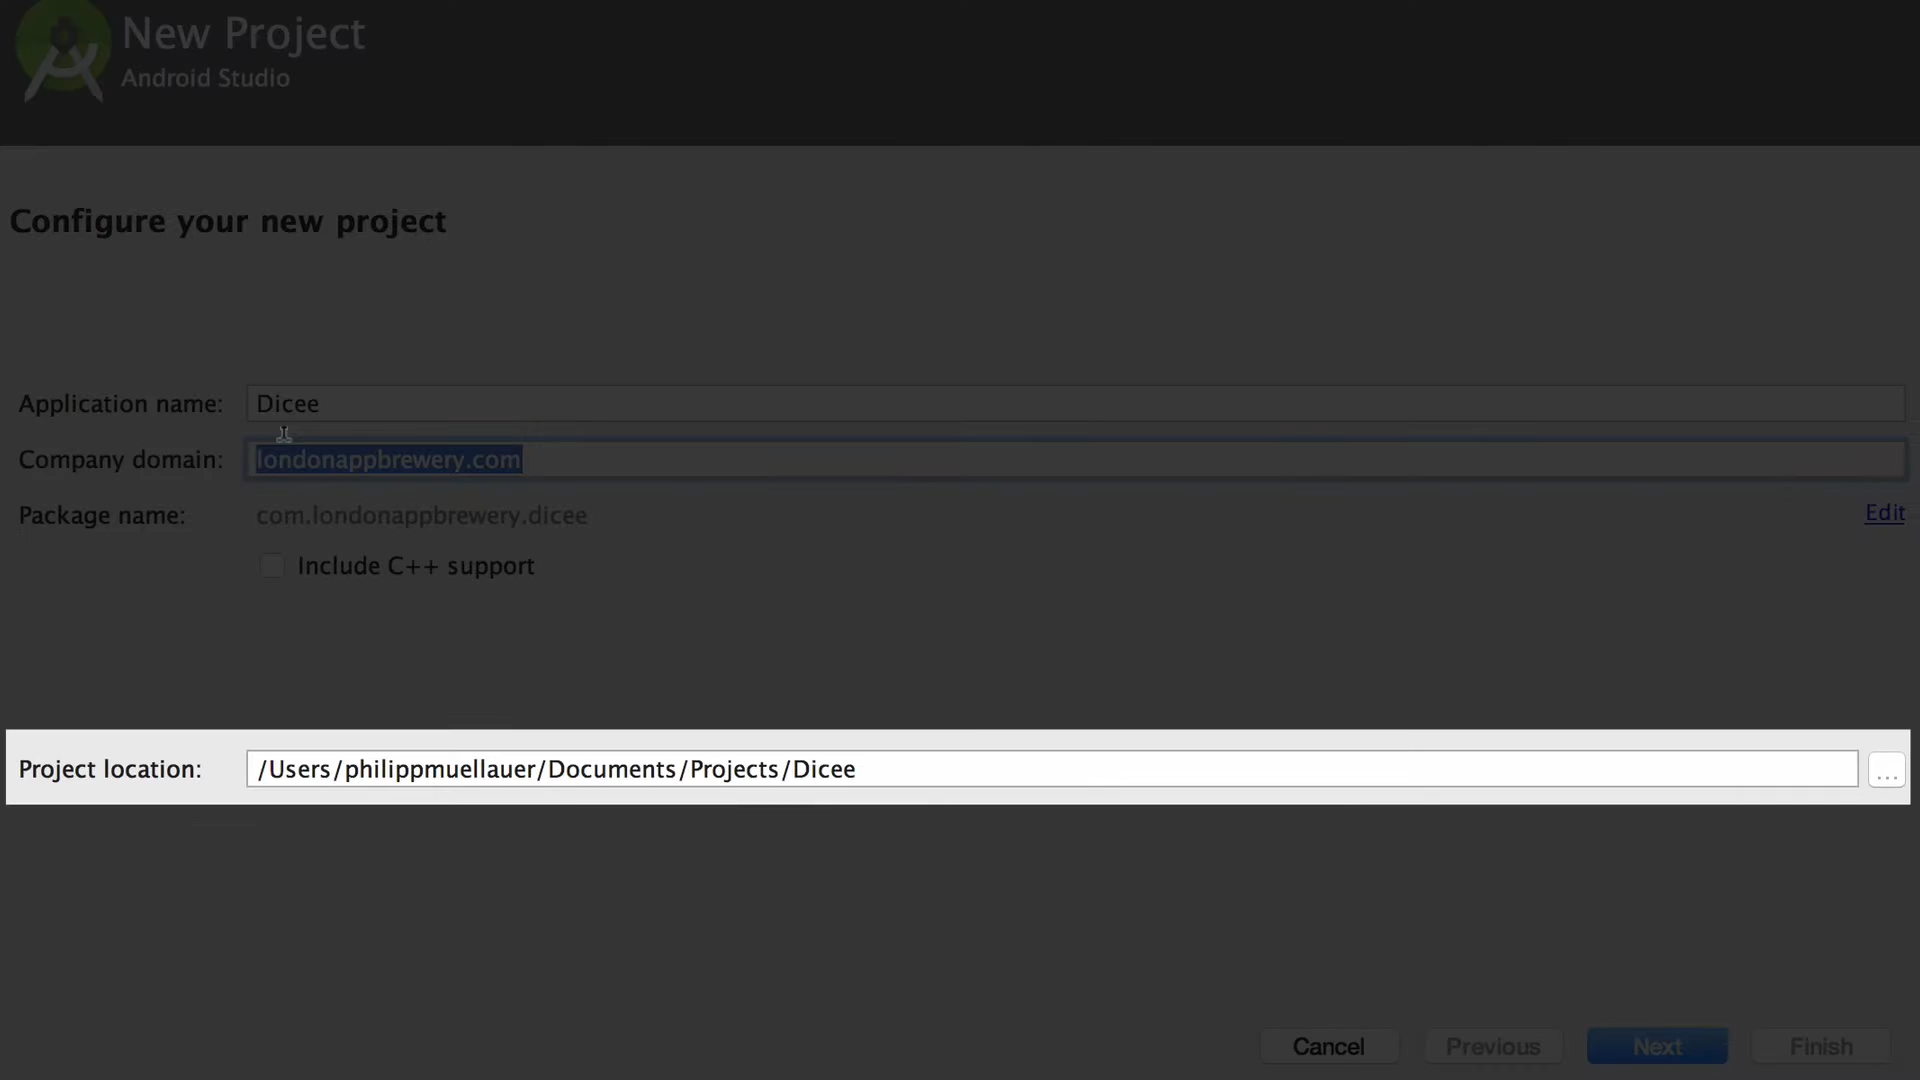 New Project
Android Studio
Configure your new project
Application name: Dicee
Company domain: londonappbrewery.com
Package name: com.londonappbrewery.dicee Edit
Include C++ support
Project location: /Users/philippmuellauer/Documents/Projects/Dicee ...
Cancel Previous Next Finish